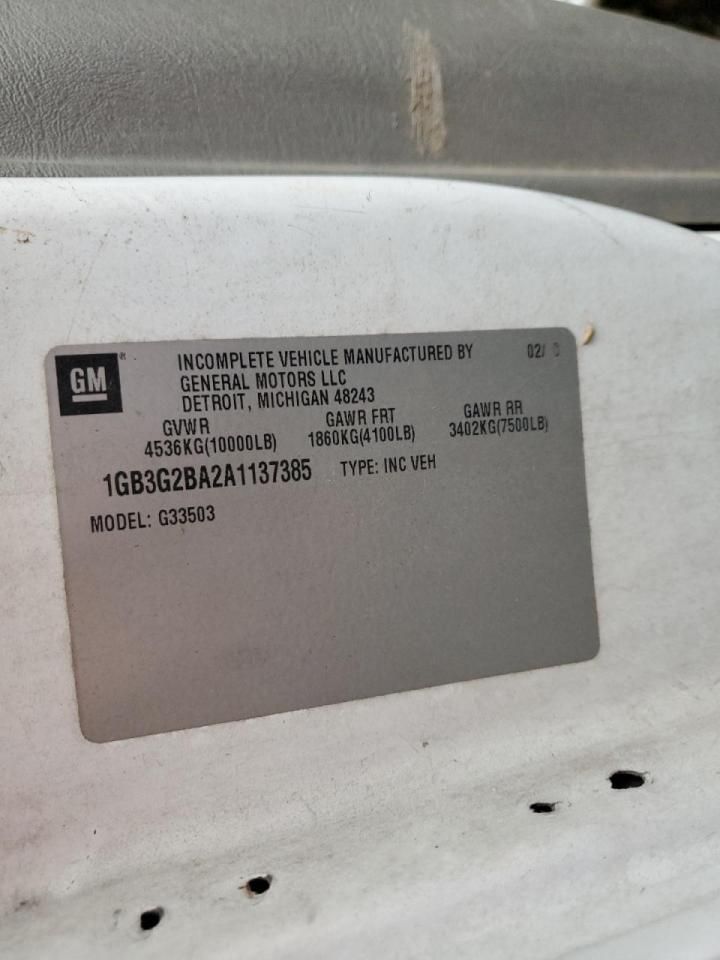 GM
INCOMPLETE VEHICLE MANUFACTURED BY 02/
GENERAL MOTORS LLC
DETROIT, MICHIGAN 48243
GVWR GAWR FRT GAWR RR
4536KG(10000LB) 1860KG(4100LB) 3402KG(7500LB)
1GB3G2BA2A1137385 TYPE: INC VEH
MODEL: G33503